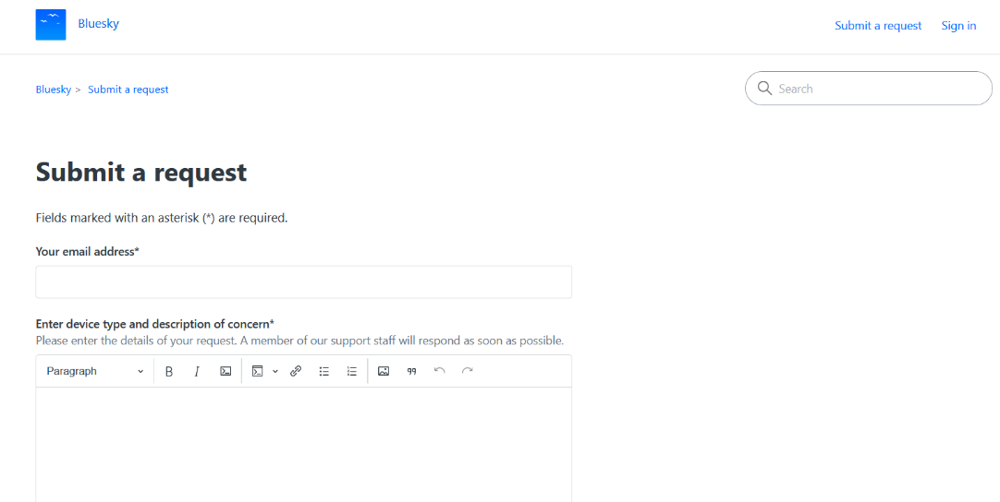 Bluesky
Submit a request Sign in
Bluesky > Submit a request
Search
Submit a request
Fields marked with an asterisk (*) are required.
Your email address*
Enter device type and description of concern*
Please enter the details of your request. A member of our support staff will respond as soon as possible.
Paragraph